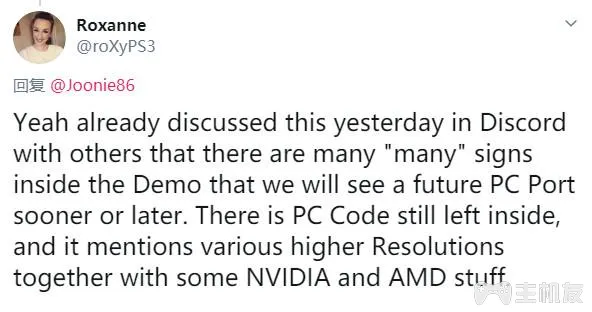 Roxanne
@roXyPS3
回复 @Joonie86
Yeah already discussed this yesterday in Discord
with others that there are many "many" signs
inside the Demo that we will see a future PC Port
sooner or later. There is PC Code still left inside,
and it mentions various higher Resolutions
together with some NVIDIA and AMD stuff.
主机友